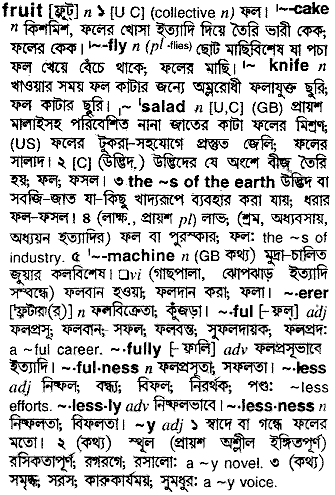 fruit [ফ্রূট্] n ১ [U C] (collective n) ফল। '~-cake
n কিশমিশ, ফলের খোসা ইত্যাদি দিয়ে তৈরি ভারী কেক;
ফলের কেক। '~-fly n (pl -flies) ছোট মাছিবিশেষ যা পচা
ফল খেয়ে বেঁচে থাকে; ফলের মাছি। '~ knife n
খাওয়ার সময় ফল কাটার জন্যে অম্লরোধী ফলাযুক্ত ছুরি;
ফল কাটার ছুরি। ,~ 'salad n [U,C] (GB) প্রায়শ
মালাইসহ পরিবেশিত নানা জাতের কাটা ফলের মিশ্রণ;
(US) ফলের টুকরা-সহযোগে প্রস্তুত জেলি; ফলের
সালাদ। ২ [C] (উদ্ভিদ.) উদ্ভিদের যে অংশে বীজ তৈরি
হয়; ফল; ফসল। ৩ the ~s of the earth উদ্ভিদ বা
সবজি-জাত যা-কিছু খাদ্যরূপে ব্যবহার করা যায়; ধরার
ফল-ফসল। ৪ (লাক্ষ., প্রায়শ pl) লাভ; (শ্রম, অধ্যবসায়,
অধ্যয়ন ইত্যাদির) ফল বা পুরস্কার; ফল: the ~s of
industry. ৫ '~-machine n (GB কথ্য) মুদ্রা-চালিত
জুয়ার কলবিশেষ। □vi (গাছপালা, ঝোপঝাড় ইত্যাদি
সম্বন্ধে) ফলবান হওয়া; ফলদান করা; ফলা। ~·erer
[ফ্রূটারা(র্)] n ফলবিক্রেতা; কুঁজড়া। ~·ful [-ফ্ল্] adj
ফলপ্রসূ; ফলবান- সফল; ফলবন্ত; সুফলদায়ক; ফলপ্রদ:
a ~ful career. ~·fully [-ফালি] adv ফলপ্রসূভাবে
ইত্যাদি। ~·ful·ness n ফলপ্রসূতা; সফলতা। ~·less
adj নিষ্ফল; বন্ধ্য; বিফল; নিরর্থক; পণ্ড: ~less
efforts. ~·less·ly adv নিষ্ফলভাবে। ~·less·ness n
নিষ্ফলতা; বিফলতা। ~y adj ১ স্বাদে বা গন্ধে ফলের
মতো। ২ (কথ্য) স্থূল (প্রায়শ অশ্লীল ইঙ্গিতপূর্ণ)
রসিকতাপূর্ণ; রগরগে; রসালো: a ~y novel. ৩ (কথ্য)
সমৃদ্ধ; সরস; কারুকার্যময়; সুমধুর: a ~y voice.